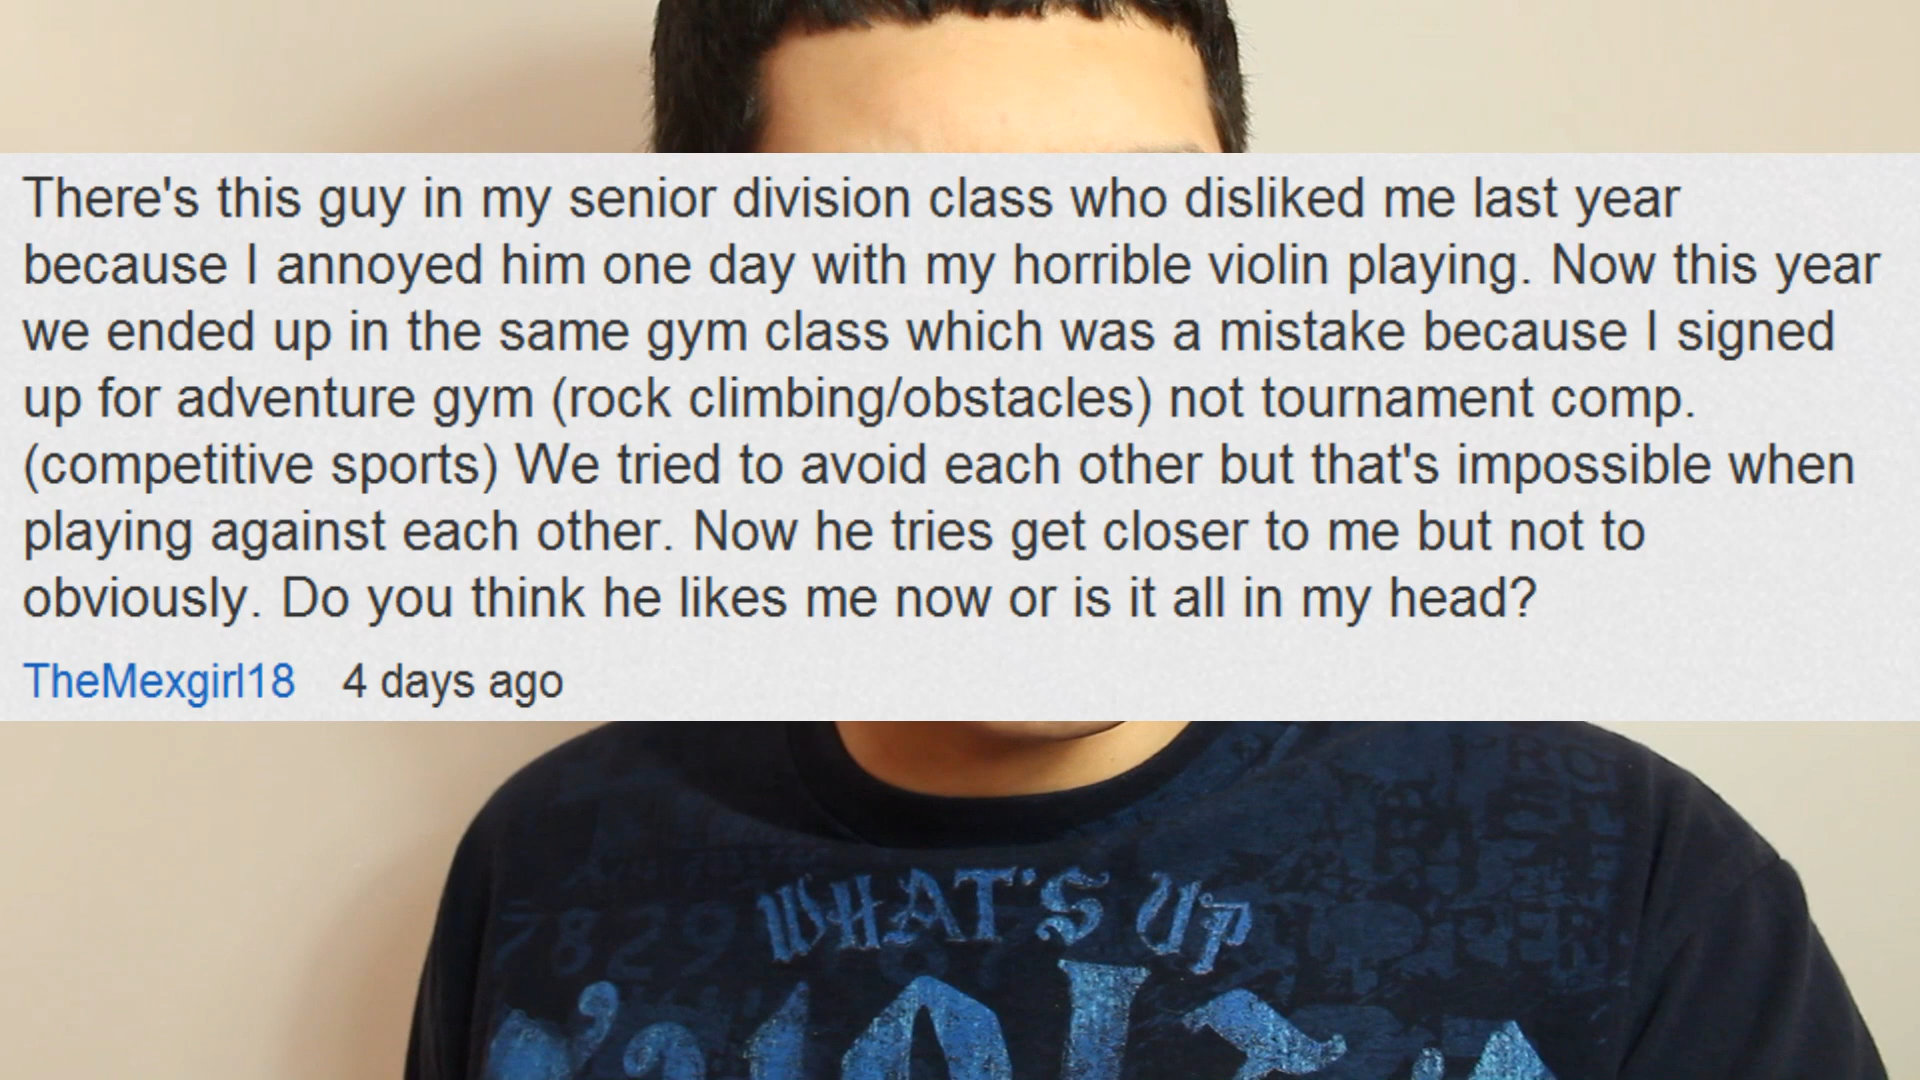 There's this guy in my senior division class who disliked me last year
because I annoyed him one day with my horrible violin playing. Now this year
we ended up in the same gym class which was a mistake because I signed
up for adventure gym (rock climbing/obstacles) not tournament comp.
(competitive sports) We tried to avoid each other but that's impossible when
playing against each other. Now he tries get closer to me but not to
obviously. Do you think he likes me now or is it all in my head?
TheMexgirl18 4 days ago
WHAT'S UP
7829